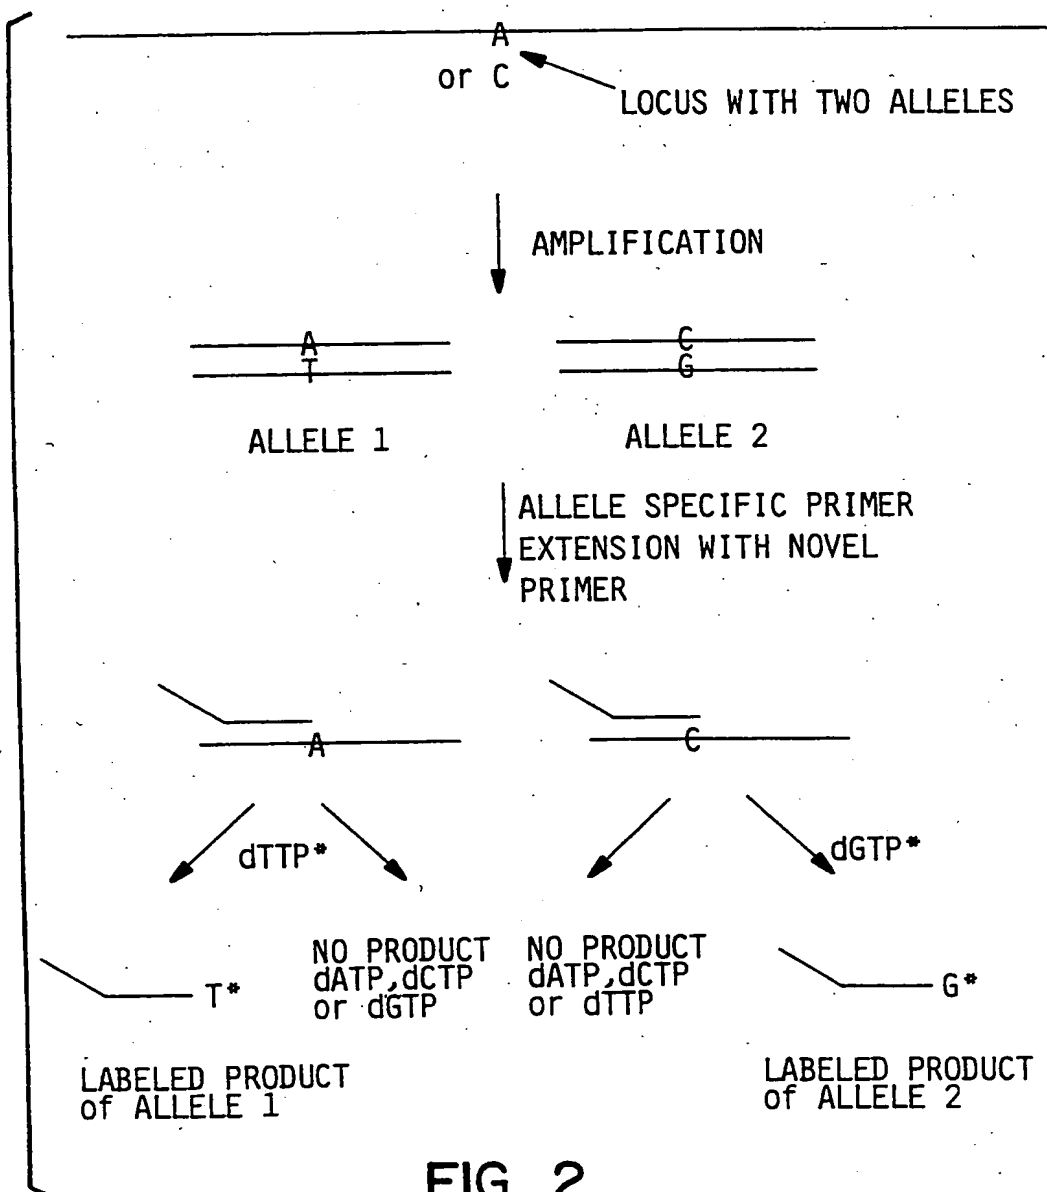 A
or C
LOCUS WITH TWO ALLELES
AMPLIFICATION
A
T
ALLELE 1
C
G
ALLELE 2
ALLELE SPECIFIC PRIMER
EXTENSION WITH NOVEL
PRIMER
A
C
dTTP*
dGTP*
T*
NO PRODUCT
dATP,dCTP
or dGTP
NO PRODUCT
dATP,dCTP
or dTTP
G*
LABELED PRODUCT
of ALLELE 1
LABELED PRODUCT
of ALLELE 2
FIG. 2